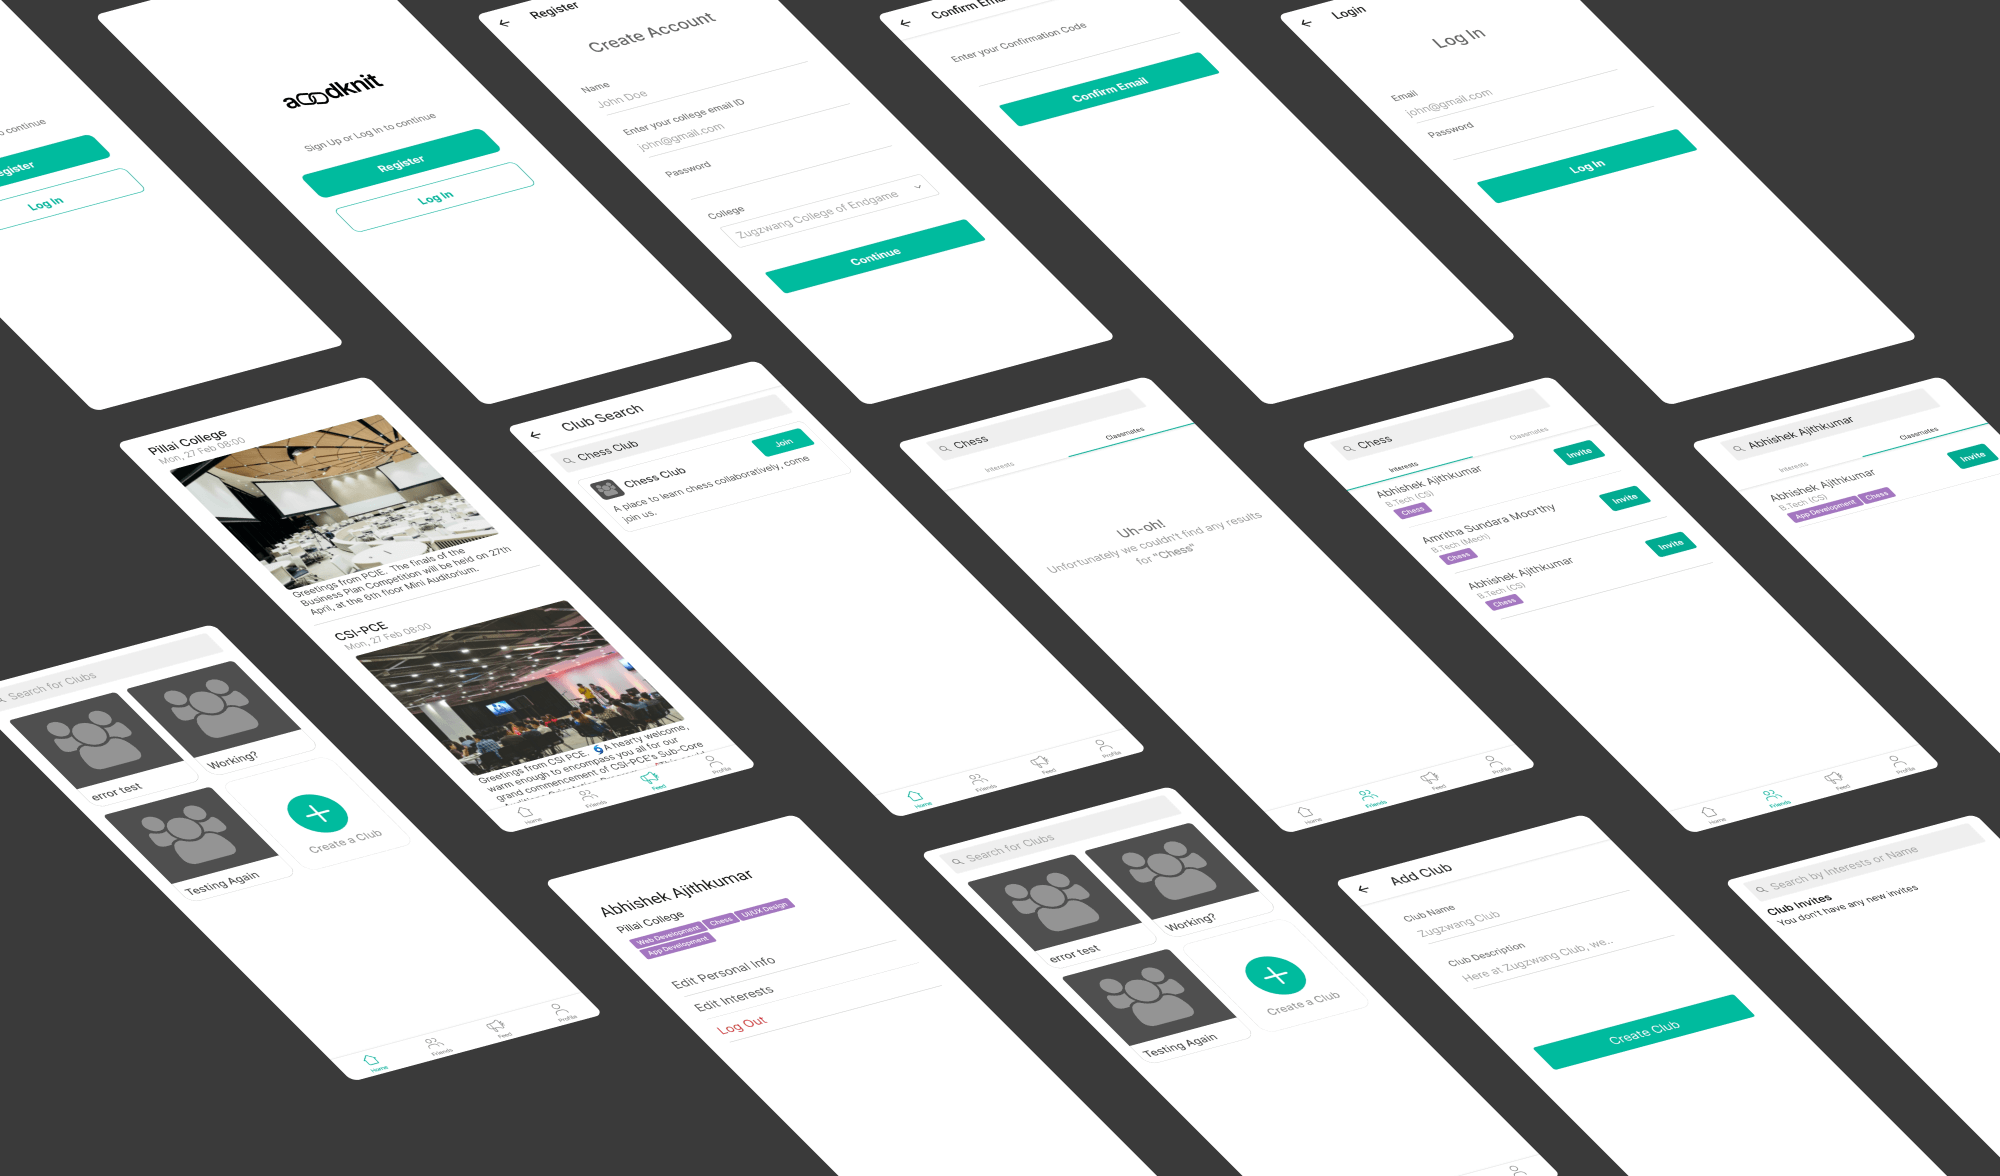 to continue
Register
Log In
acoodknit
Sign Up or Log In to continue
Register
Log In
Register
Create Account
Name
John Doe
Enter your college email ID
john@gmail.com
Password
College
Zugzwang College of Endgame
Continue
Confirm Email
Enter your Confirmation Code
Confirm Email
Login
Log In
Email
john@gmail.com
Password
Log In
Pillai College
Mon, 27 Feb 08:00
Greetings from PCIE. The finals of the
Business Plan Competition will be held on 27th
April, at the 6th floor Mini Auditorium.
CSI-PCE
Mon, 27 Feb 08:00
Greetings from CSI PCE. A hearty welcome,
warm enough to encompass you all for our
grand commencement of CSI-PCE's Sub-Core
Home
Friends
Feed
Profile
Club Search
Chess Club
Chess Club
Join
A place to learn chess collaboratively, come
join us.
Home
Friends
Feed
Profile
Chess
Interests
Classmates
Uh-oh!
Unfortunately we couldn't find any results
for "Chess"
Home
Friends
Feed
Profile
Chess
Interests
Classmates
Abhishek Ajithkumar
B.Tech (CS)
Chess
Invite
Amritha Sundara Moorthy
B.Tech (Mech)
Chess
Invite
Abhishek Ajithkumar
B.Tech (CS)
Chess
Invite
Home
Friends
Feed
Profile
Abhishek Ajithkumar
Interests
Classmates
Abhishek Ajithkumar
B.Tech (CS)
App Development
Chess
Invite
Search for Clubs
error test
Working?
Testing Again
Create a Club
Home
Friends
Feed
Profile
Abhishek Ajithkumar
Pillai College
Web Development
Chess
UI/UX Design
App Development
Edit Personal Info
Edit Interests
Log Out
Search for Clubs
error test
Working?
Testing Again
Create a Club
Add Club
Club Name
Zugzwang Club
Club Description
Here at Zugzwang Club, we..
Create Club
Search by Interests or Name
Club Invites
You don't have any new invites